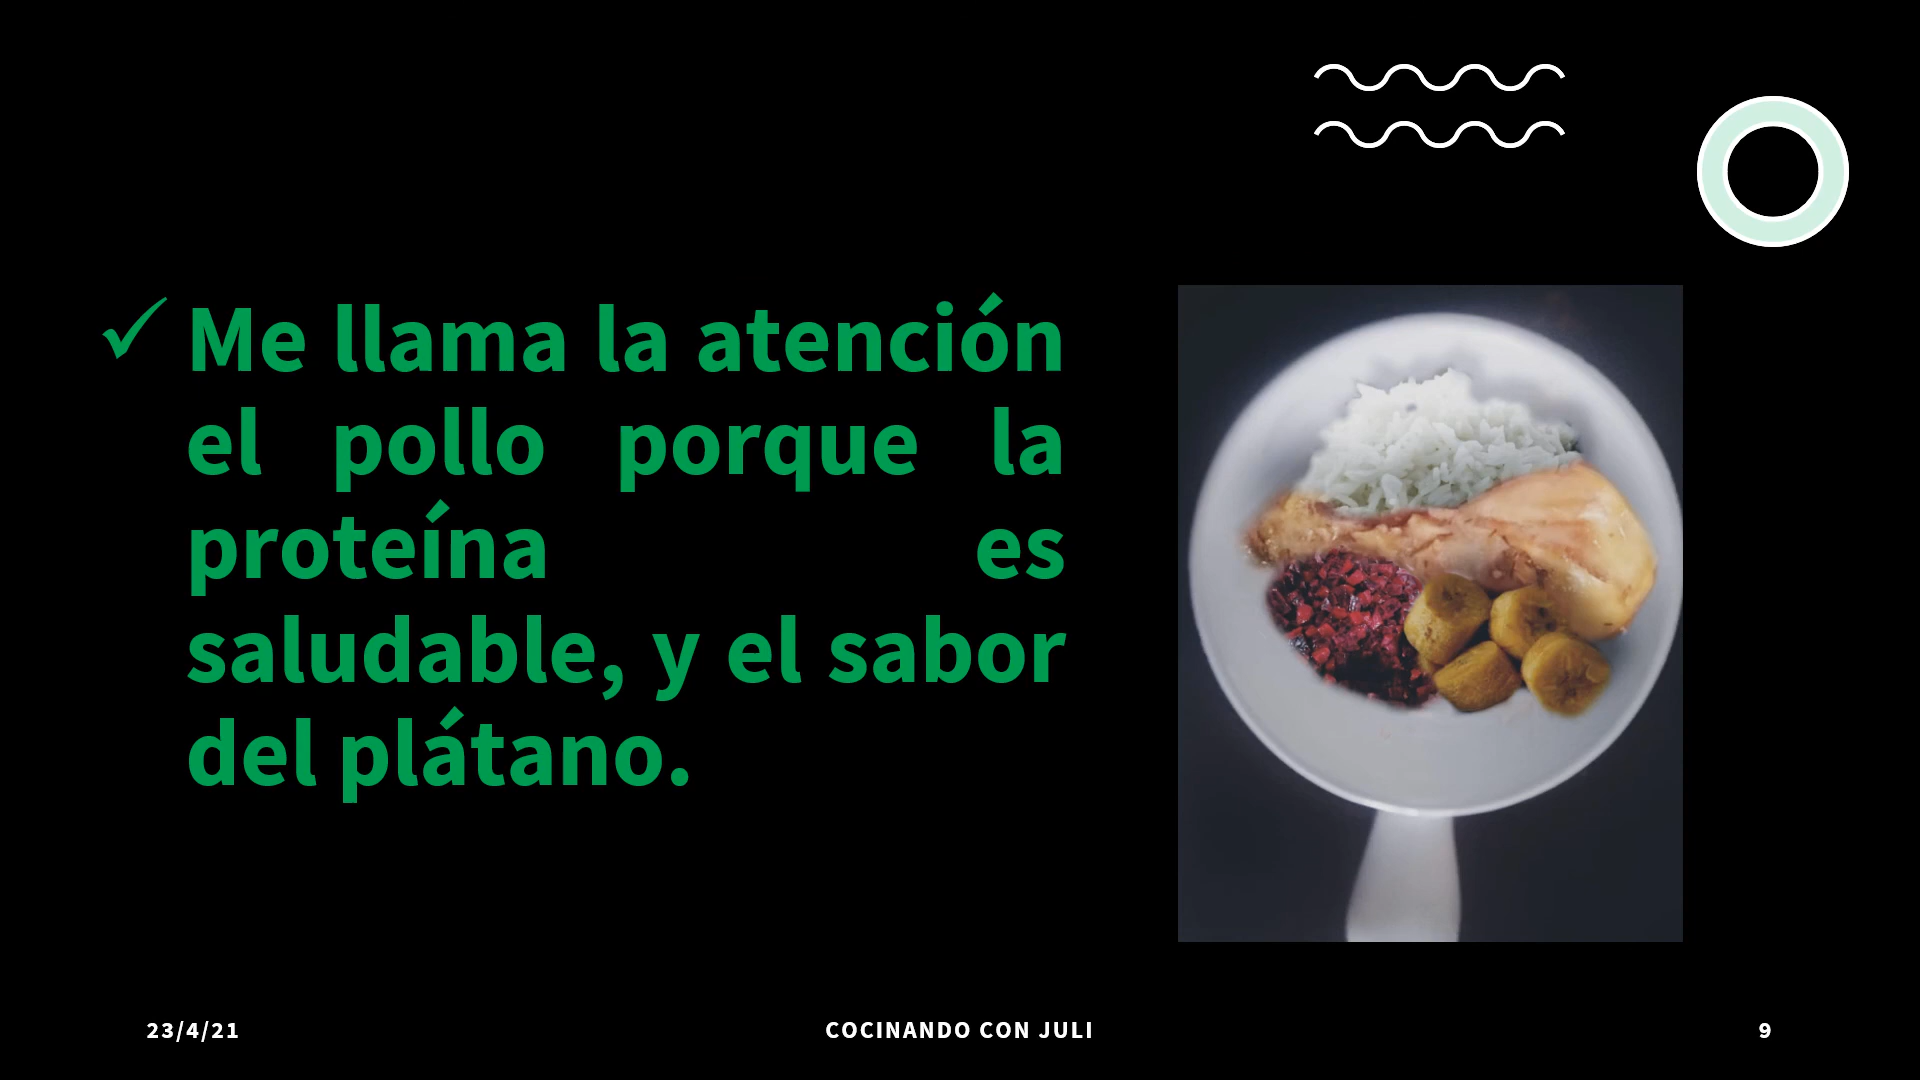 ✓ Me llama la atención
el pollo porque la
proteína es
saludable, y el sabor
del plátano.
23/4/21
COCINANDO CON JULI
9